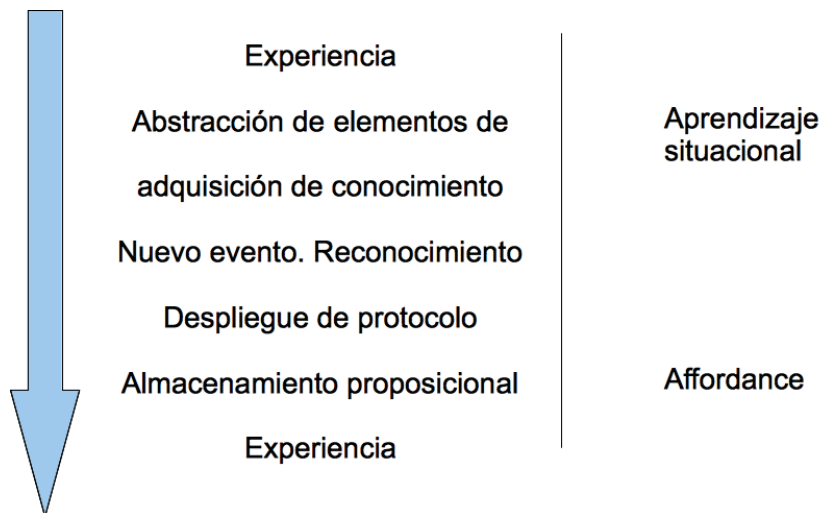 Experiencia
Abstracción de elementos de
adquisición de conocimiento
Nuevo evento. Reconocimiento
Despliegue de protocolo
Almacenamiento proposicional
Experiencia
Aprendizaje
situacional
Affordance